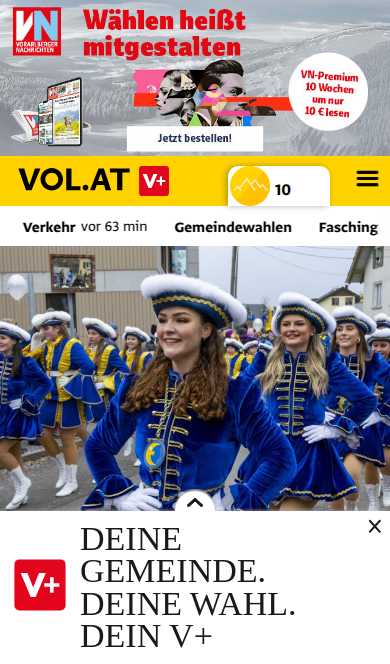 VN
VORARLBERGER
NACHRICHTEN
Wählen heißt
mitgestalten
VN-Premium
10 Wochen
um nur
10 € lesen
Jetzt bestellen!
VOL.AT V+
10
Verkehr vor 63 min Gemeindewahlen Fasching
V+
DEINE
GEMEINDE.
DEINE WAHL.
DEIN V+